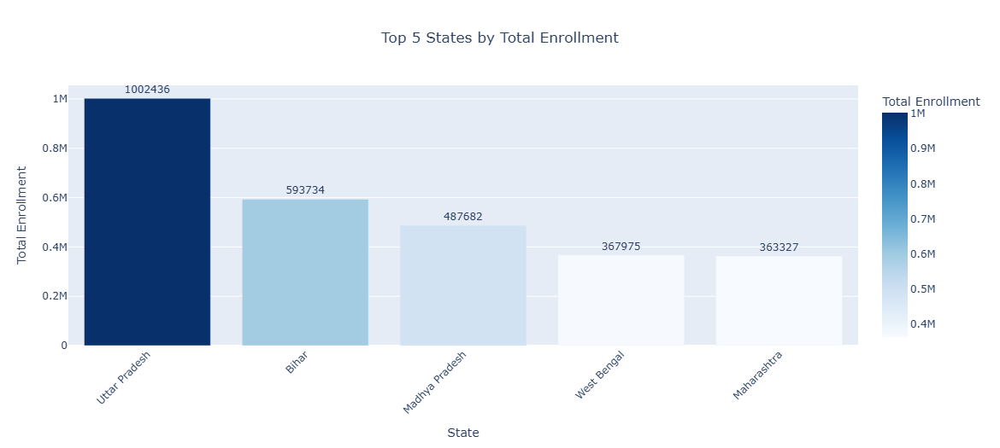 Top 5 States by Total Enrollment
Total Enrollment
1M
0.8M
0.6M
0.4M
0.2M
0
1002436
593734
487682
367975
363327
Uttar Pradesh
Bihar
Madhya Pradesh
West Bengal
Maharashtra
State
Total Enrollment
1M
0.9M
0.8M
0.7M
0.6M
0.5M
0.4M